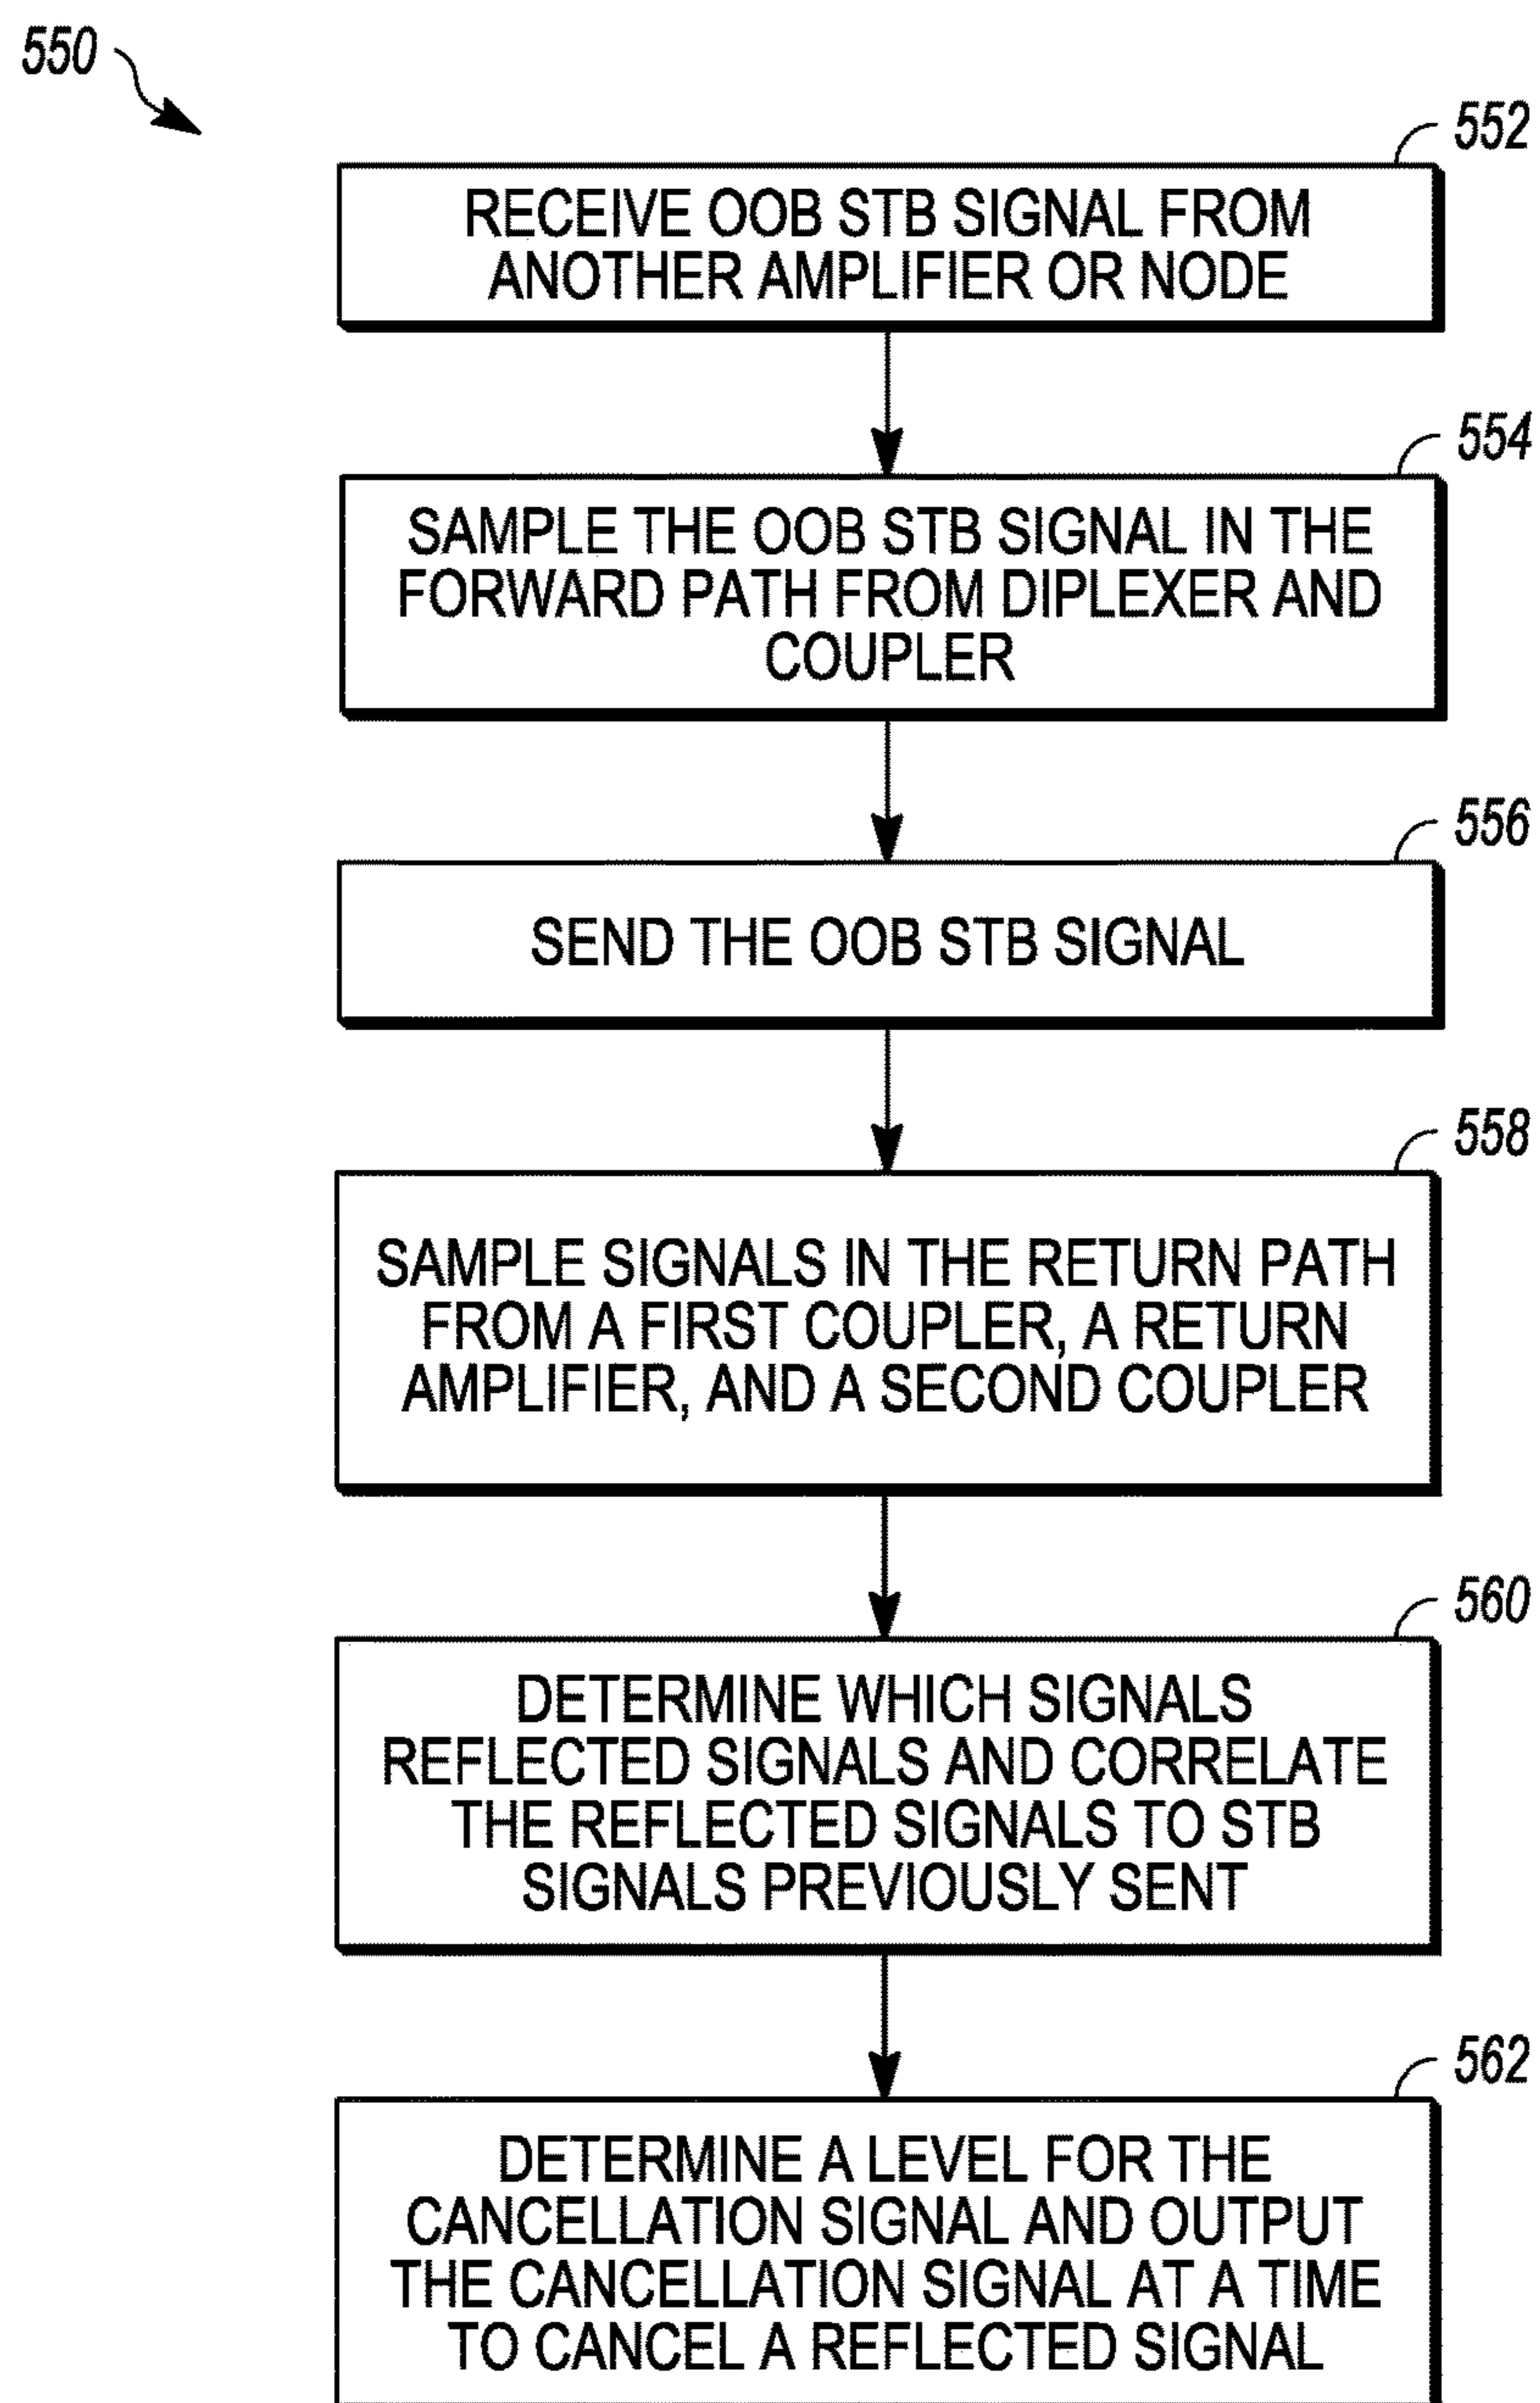 550
552
RECEIVE OOB STB SIGNAL FROM
ANOTHER AMPLIFIER OR NODE
554
SAMPLE THE OOB STB SIGNAL IN THE
FORWARD PATH FROM DIPLEXER AND
COUPLER
556
SEND THE OOB STB SIGNAL
558
SAMPLE SIGNALS IN THE RETURN PATH
FROM A FIRST COUPLER, A RETURN
AMPLIFIER, AND A SECOND COUPLER
560
DETERMINE WHICH SIGNALS
REFLECTED SIGNALS AND CORRELATE
THE REFLECTED SIGNALS TO STB
SIGNALS PREVIOUSLY SENT
562
DETERMINE A LEVEL FOR THE
CANCELLATION SIGNAL AND OUTPUT
THE CANCELLATION SIGNAL AT A TIME
TO CANCEL A REFLECTED SIGNAL